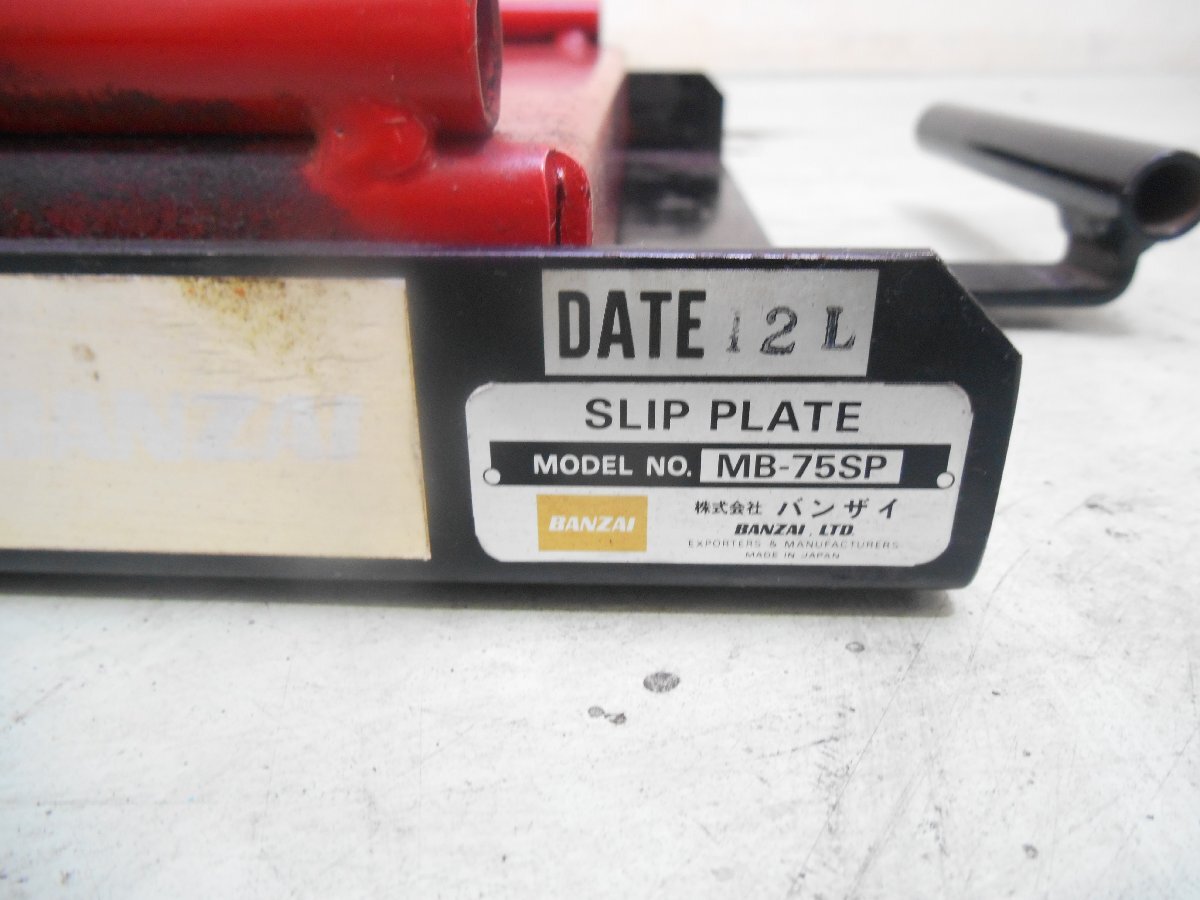 BANZAI
DATE 12 L
SLIP PLATE
MODEL NO. MB-75SP
BANZAI
株式会社 バンザイ
BANZAI, LTD
EXPORTERS & MANUFACTURERS
MADE IN JAPAN